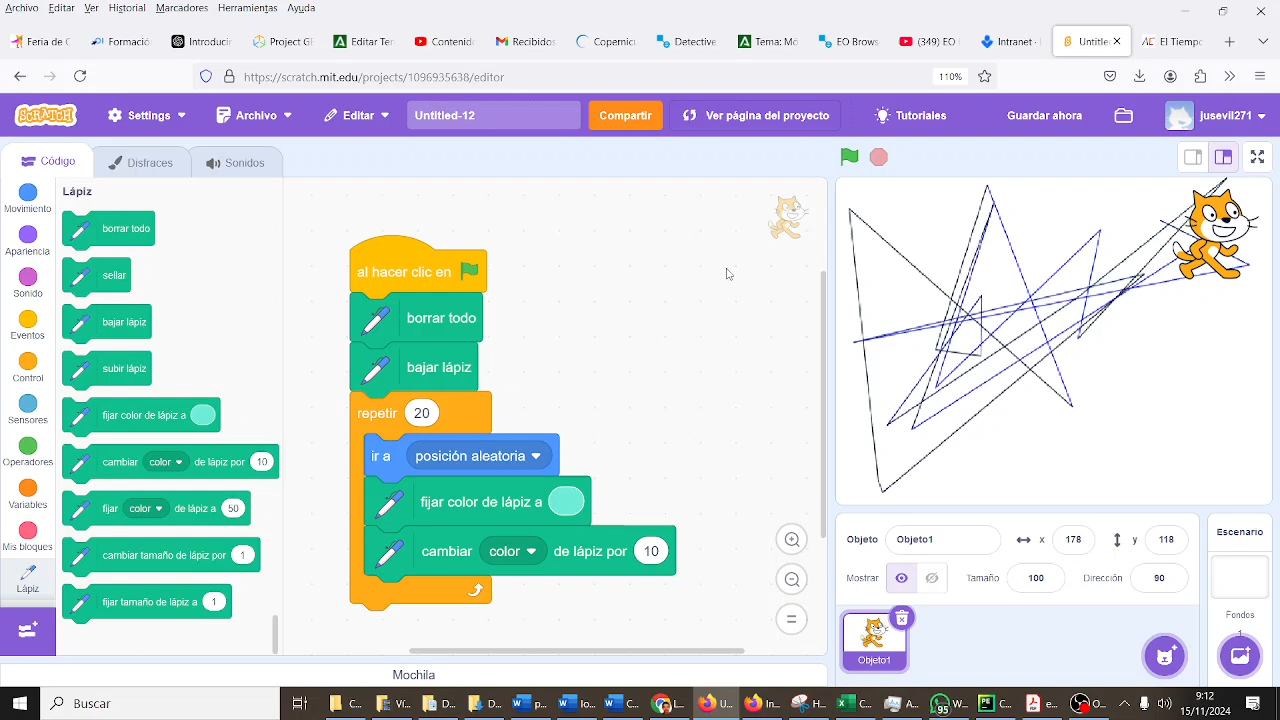 Archivo Editar Ver Historial Marcadores Herramientas Ayuda
Formación Introducir Project Gl Editar Ter Contenido Recibidos Copernic Detective Terra Mo EO Brows (349) EO Intranet - Untitle El Tiempo
https://scratch.mit.edu/projects/1096935638/editor 110%
SCRATCH Settings Archivo Editar Untitled-12 Compartir Ver página del proyecto Tutoriales Guardar ahora jusevil271
Código Disfraces Sonidos
Movimiento
Apariencia
Sonido
Eventos
Control
Sensores
Operadores
Variables
Mis bloques
Lápiz
Lápiz
borrar todo
sellar
bajar lápiz
subir lápiz
fijar color de lápiz a
cambiar color de lápiz por 10
fijar color de lápiz a 50
cambiar tamaño de lápiz por 1
fijar tamaño de lápiz a 1
al hacer clic en
borrar todo
bajar lápiz
repetir 20
ir a posición aleatoria
fijar color de lápiz a
cambiar color de lápiz por 10
Mochila
Objeto Objeto1 x 178 y 118
Mostrar Tamaño 100 Dirección 90
Objeto1
Escenario
Fondos
1
Buscar
95
9:12
15/11/2024